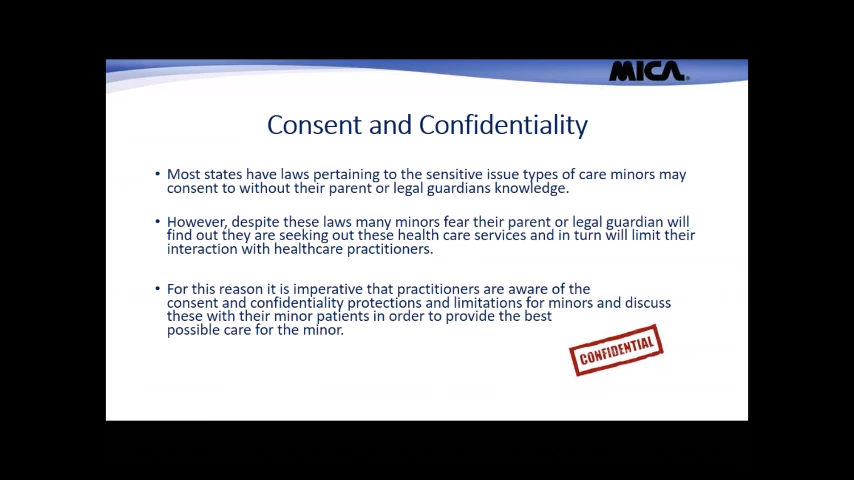 MICA
Consent and Confidentiality
• Most states have laws pertaining to the sensitive issue types of care minors may
consent to without their parent or legal guardians knowledge.
• However, despite these laws many minors fear their parent or legal guardian will
find out they are seeking out these health care services and in turn will limit their
interaction with healthcare practitioners.
• For this reason it is imperative that practitioners are aware of the
consent and confidentiality protections and limitations for minors and discuss
these with their minor patients in order to provide the best
possible care for the minor.
CONFIDENTIAL